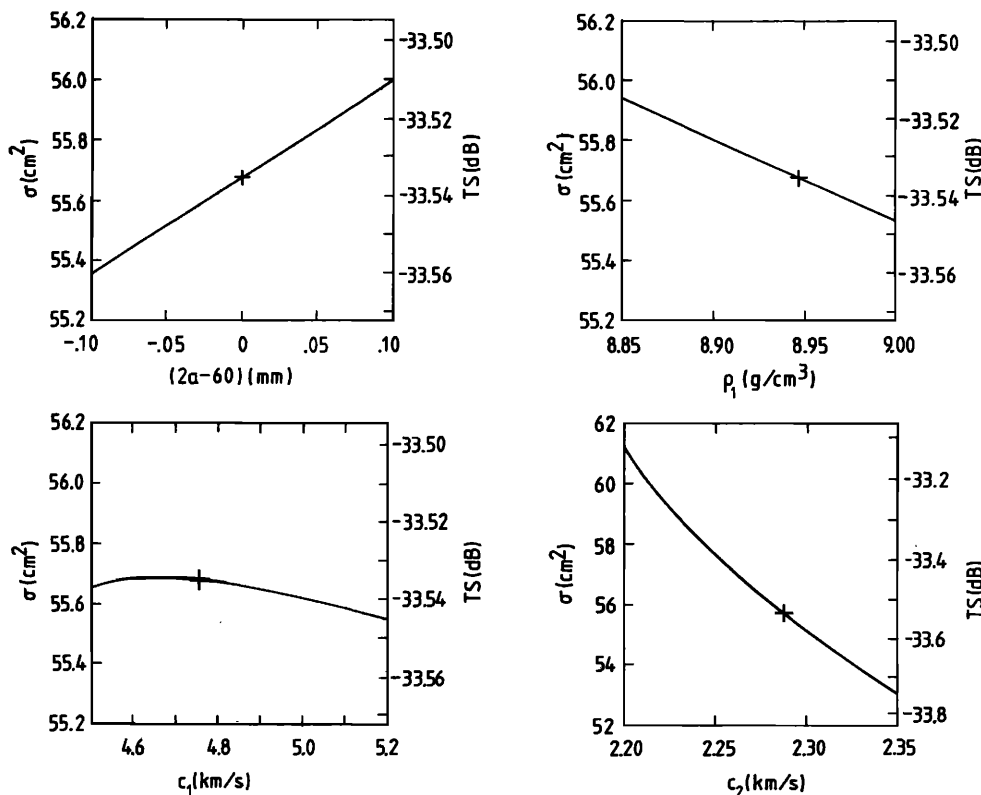 56.2
56.0
55.8
55.6
55.4
55.2
σ(cm²)
-33.50
-33.52
-33.54
-33.56
TS(dB)
-.10 -.05 0 .05 .10
(2a-60)(mm)
56.2
56.0
55.8
55.6
55.4
55.2
σ(cm²)
-33.50
-33.52
-33.54
-33.56
TS(dB)
8.85 8.90 8.95 9.00
ρ₁(g/cm³)
56.2
56.0
55.8
55.6
55.4
55.2
σ(cm²)
-33.50
-33.52
-33.54
-33.56
TS(dB)
4.6 4.8 5.0 5.2
c₁(km/s)
62
60
58
56
54
52
σ(cm²)
-33.2
-33.4
-33.6
-33.8
TS(dB)
2.20 2.25 2.30 2.35
c₂(km/s)